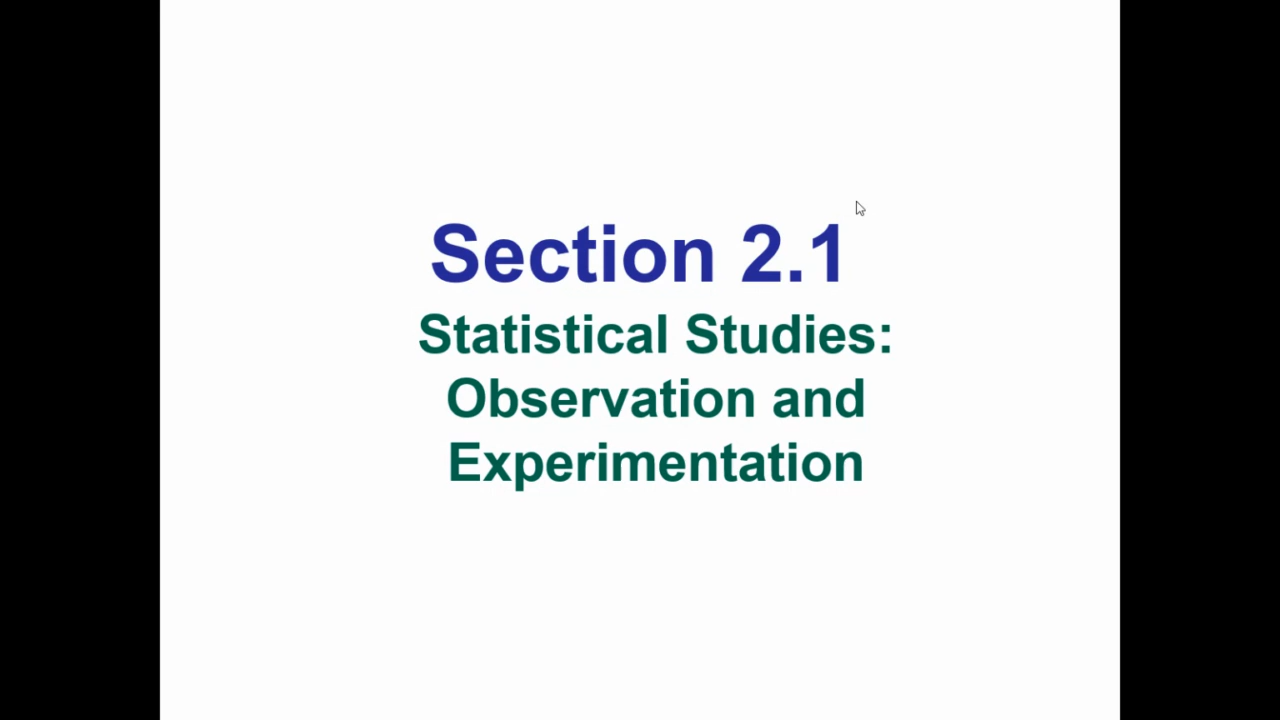 Section 2.1
Statistical Studies:
Observation and
Experimentation